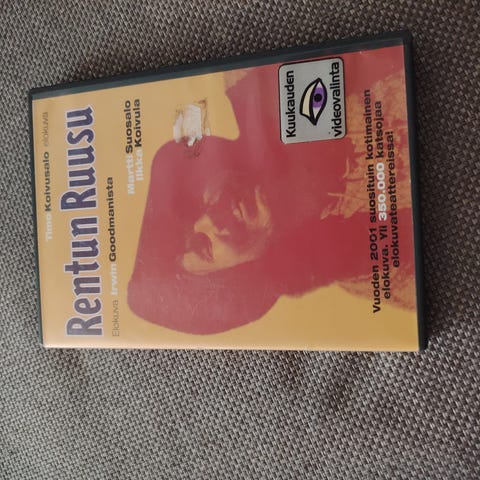 Timo Koivusalo elokuva
Rentun Ruusu
Elokuva Irwin Goodmanista
Martti Suosalo
Ilkka Koivula
Kuukauden
videovalinta
Vuoden 2001 suosituin kotimainen
elokuva. Yli 350.000 katsojaa
elokuvateattereissa!